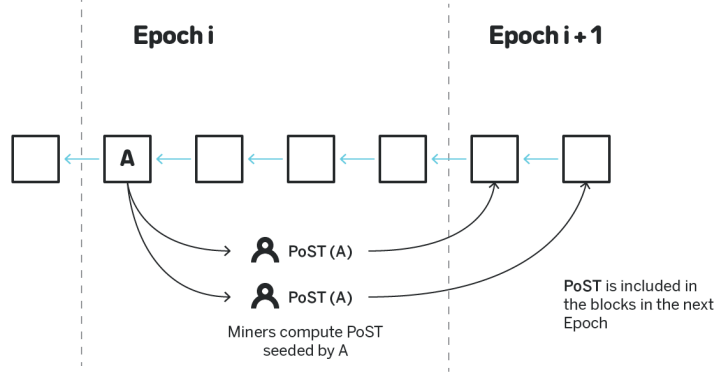 Epoch i
Epoch i + 1
A
PoST (A)
PoST (A)
Miners compute PoST
seeded by A
PoST is included in
the blocks in the next
Epoch